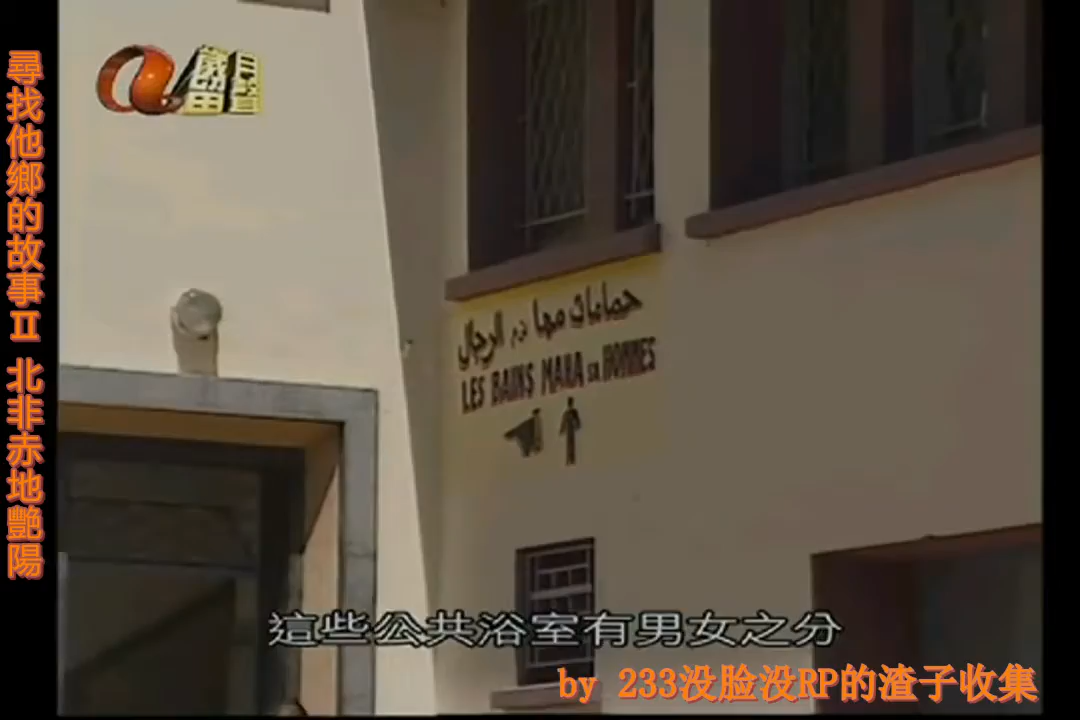 尋找他鄉的故事II 北非赤地艷陽
حمامات مها للرجال
LES BAINS MAHA HOMMES
這些公共浴室有男女之分
by 233没脸没RP的渣子收集